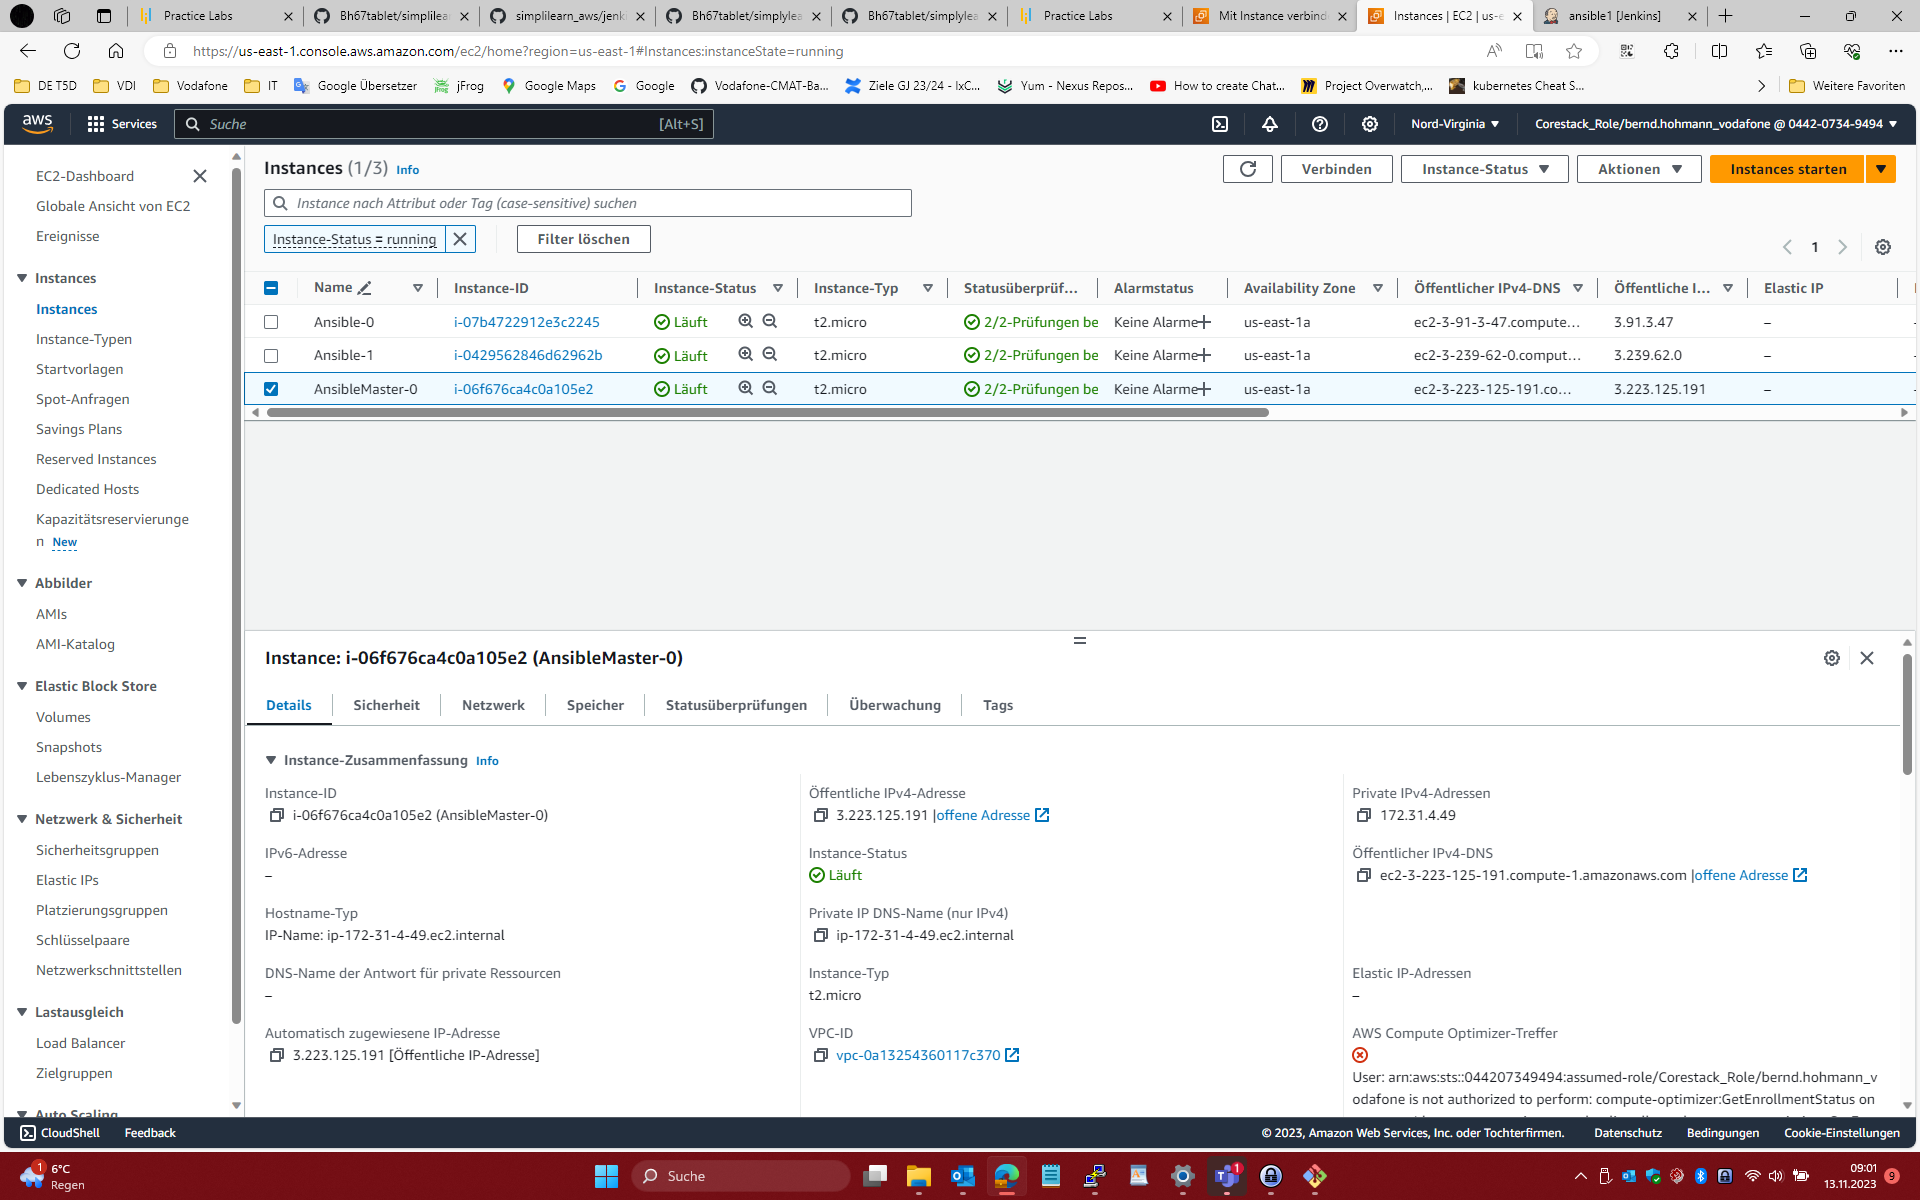 Practice Labs
Bh67tablet/simplilear
simplilearn_aws/jenki
Bh67tablet/simplylea
Bh67tablet/simplylea
Practice Labs
Mit Instance verbind
Instances | EC2 | us-e
ansible1 [Jenkins]
https://us-east-1.console.aws.amazon.com/ec2/home?region=us-east-1#Instances:instanceState=running
DE T5D
VDI
Vodafone
IT
Google Übersetzer
jFrog
Google Maps
Google
Vodafone-CMAT-Ba...
Ziele GJ 23/24 - IxC...
Yum - Nexus Repos...
How to create Chat...
Project Overwatch,...
kubernetes Cheat S...
Weitere Favoriten
aws
Services
Suche
[Alt+S]
Nord-Virginia
Corestack_Role/bernd.hohmann_vodafone @ 0442-0734-9494
EC2-Dashboard
Globale Ansicht von EC2
Ereignisse
Instances
Instances
Instance-Typen
Startvorlagen
Spot-Anfragen
Savings Plans
Reserved Instances
Dedicated Hosts
Kapazitätsreservierunge
n New
Abbilder
AMIs
AMI-Katalog
Elastic Block Store
Volumes
Snapshots
Lebenszyklus-Manager
Netzwerk & Sicherheit
Sicherheitsgruppen
Elastic IPs
Platzierungsgruppen
Schlüsselpaare
Netzwerkschnittstellen
Lastausgleich
Load Balancer
Zielgruppen
Auto Scaling
Instances (1/3) Info
Verbinden
Instance-Status
Aktionen
Instances starten
Instance nach Attribut oder Tag (case-sensitive) suchen
Instance-Status = running
Filter löschen
1
Name Instance-ID Instance-Status Instance-Typ Statusüberprüf... Alarmstatus Availability Zone Öffentlicher IPv4-DNS Öffentliche I... Elastic IP
Ansible-0 i-07b4722912e3c2245 Läuft t2.micro 2/2-Prüfungen be Keine Alarme us-east-1a ec2-3-91-3-47.compute... 3.91.3.47 –
Ansible-1 i-0429562846d62962b Läuft t2.micro 2/2-Prüfungen be Keine Alarme us-east-1a ec2-3-239-62-0.comput... 3.239.62.0 –
AnsibleMaster-0 i-06f676ca4c0a105e2 Läuft t2.micro 2/2-Prüfungen be Keine Alarme us-east-1a ec2-3-223-125-191.co... 3.223.125.191 –
Instance: i-06f676ca4c0a105e2 (AnsibleMaster-0)
Details
Sicherheit
Netzwerk
Speicher
Statusüberprüfungen
Überwachung
Tags
Instance-Zusammenfassung Info
Instance-ID
i-06f676ca4c0a105e2 (AnsibleMaster-0)
Öffentliche IPv4-Adresse
3.223.125.191 |offene Adresse
Private IPv4-Adressen
172.31.4.49
IPv6-Adresse
–
Instance-Status
Läuft
Öffentlicher IPv4-DNS
ec2-3-223-125-191.compute-1.amazonaws.com |offene Adresse
Hostname-Typ
IP-Name: ip-172-31-4-49.ec2.internal
Private IP DNS-Name (nur IPv4)
ip-172-31-4-49.ec2.internal
DNS-Name der Antwort für private Ressourcen
–
Instance-Typ
t2.micro
Elastic IP-Adressen
–
Automatisch zugewiesene IP-Adresse
3.223.125.191 [Öffentliche IP-Adresse]
VPC-ID
vpc-0a13254360117c370
AWS Compute Optimizer-Treffer
User: arn:aws:sts::044207349494:assumed-role/Corestack_Role/bernd.hohmann_v
odafone is not authorized to perform: compute-optimizer:GetEnrollmentStatus on
CloudShell
Feedback
© 2023, Amazon Web Services, Inc. oder Tochterfirmen.
Datenschutz
Bedingungen
Cookie-Einstellungen
1
6°C
Regen
Suche
1
09:01
13.11.2023
9